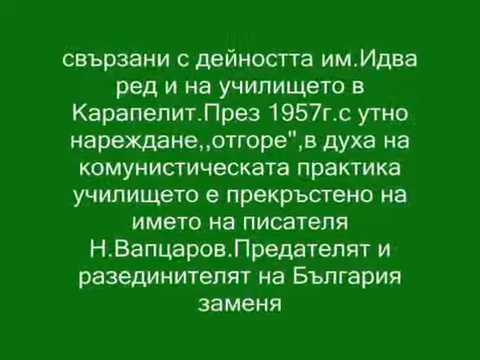 свързани с дейността им.Идва
ред и на училището в
Карапелит.През 1957г.с утно
нареждане,,отгоре",в духа на
комунистическата практика
училището е прекръстено на
името на писателя
Н.Вапцаров.Предателят и
разединителят на България
заменя